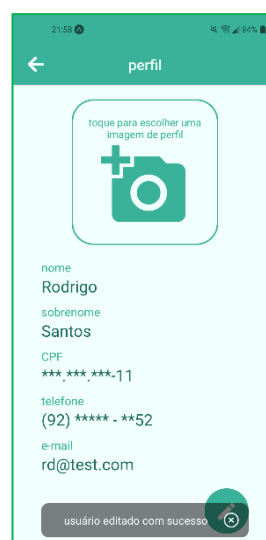 21:58
94%
perfil
toque para escolher uma
imagem de perfil
nome
Rodrigo
sobrenome
Santos
CPF
***.***.***-11
telefone
(92) ***** - **52
e-mail
rd@test.com
usuário editado com sucesso